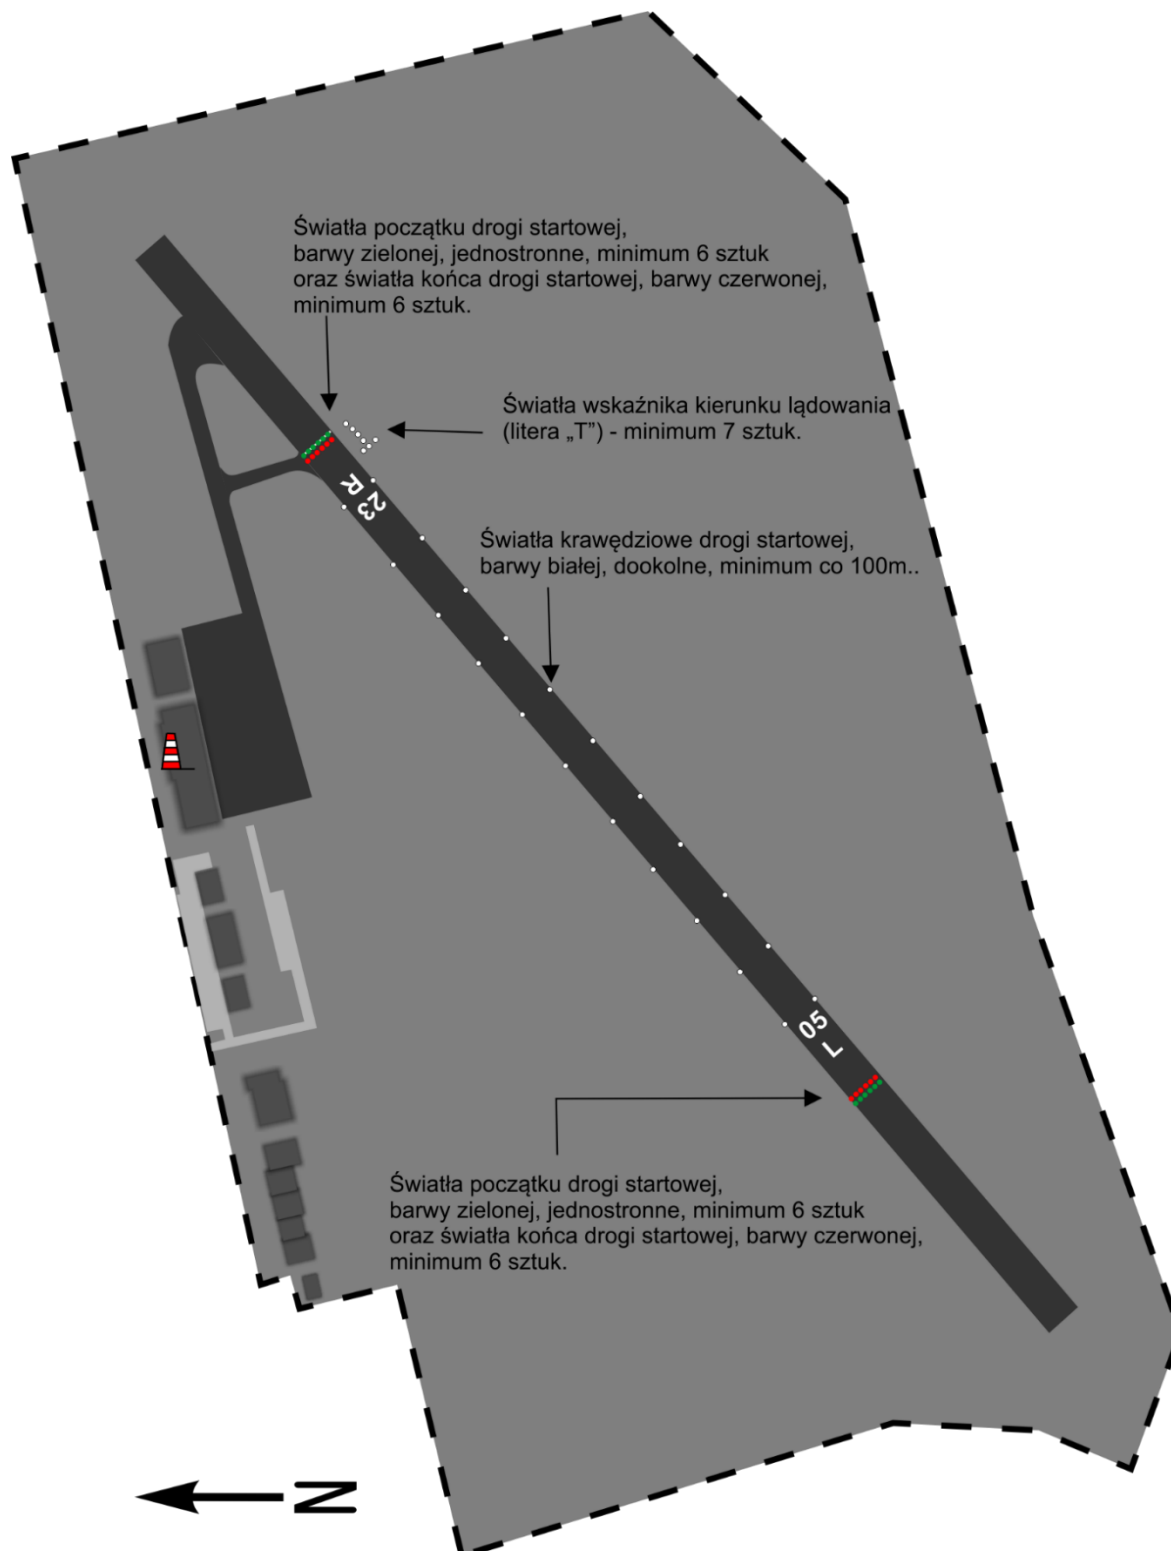 Światła początku drogi startowej,
barwy zielonej, jednostronne, minimum 6 sztuk
oraz światła końca drogi startowej, barwy czerwonej,
minimum 6 sztuk.
Światła wskaźnika kierunku lądowania
(litera „T”) - minimum 7 sztuk.
23
R
Światła krawędziowe drogi startowej,
barwy białej, dookolne, minimum co 100m..
05
L
Światła początku drogi startowej,
barwy zielonej, jednostronne, minimum 6 sztuk
oraz światła końca drogi startowej, barwy czerwonej,
minimum 6 sztuk.
N